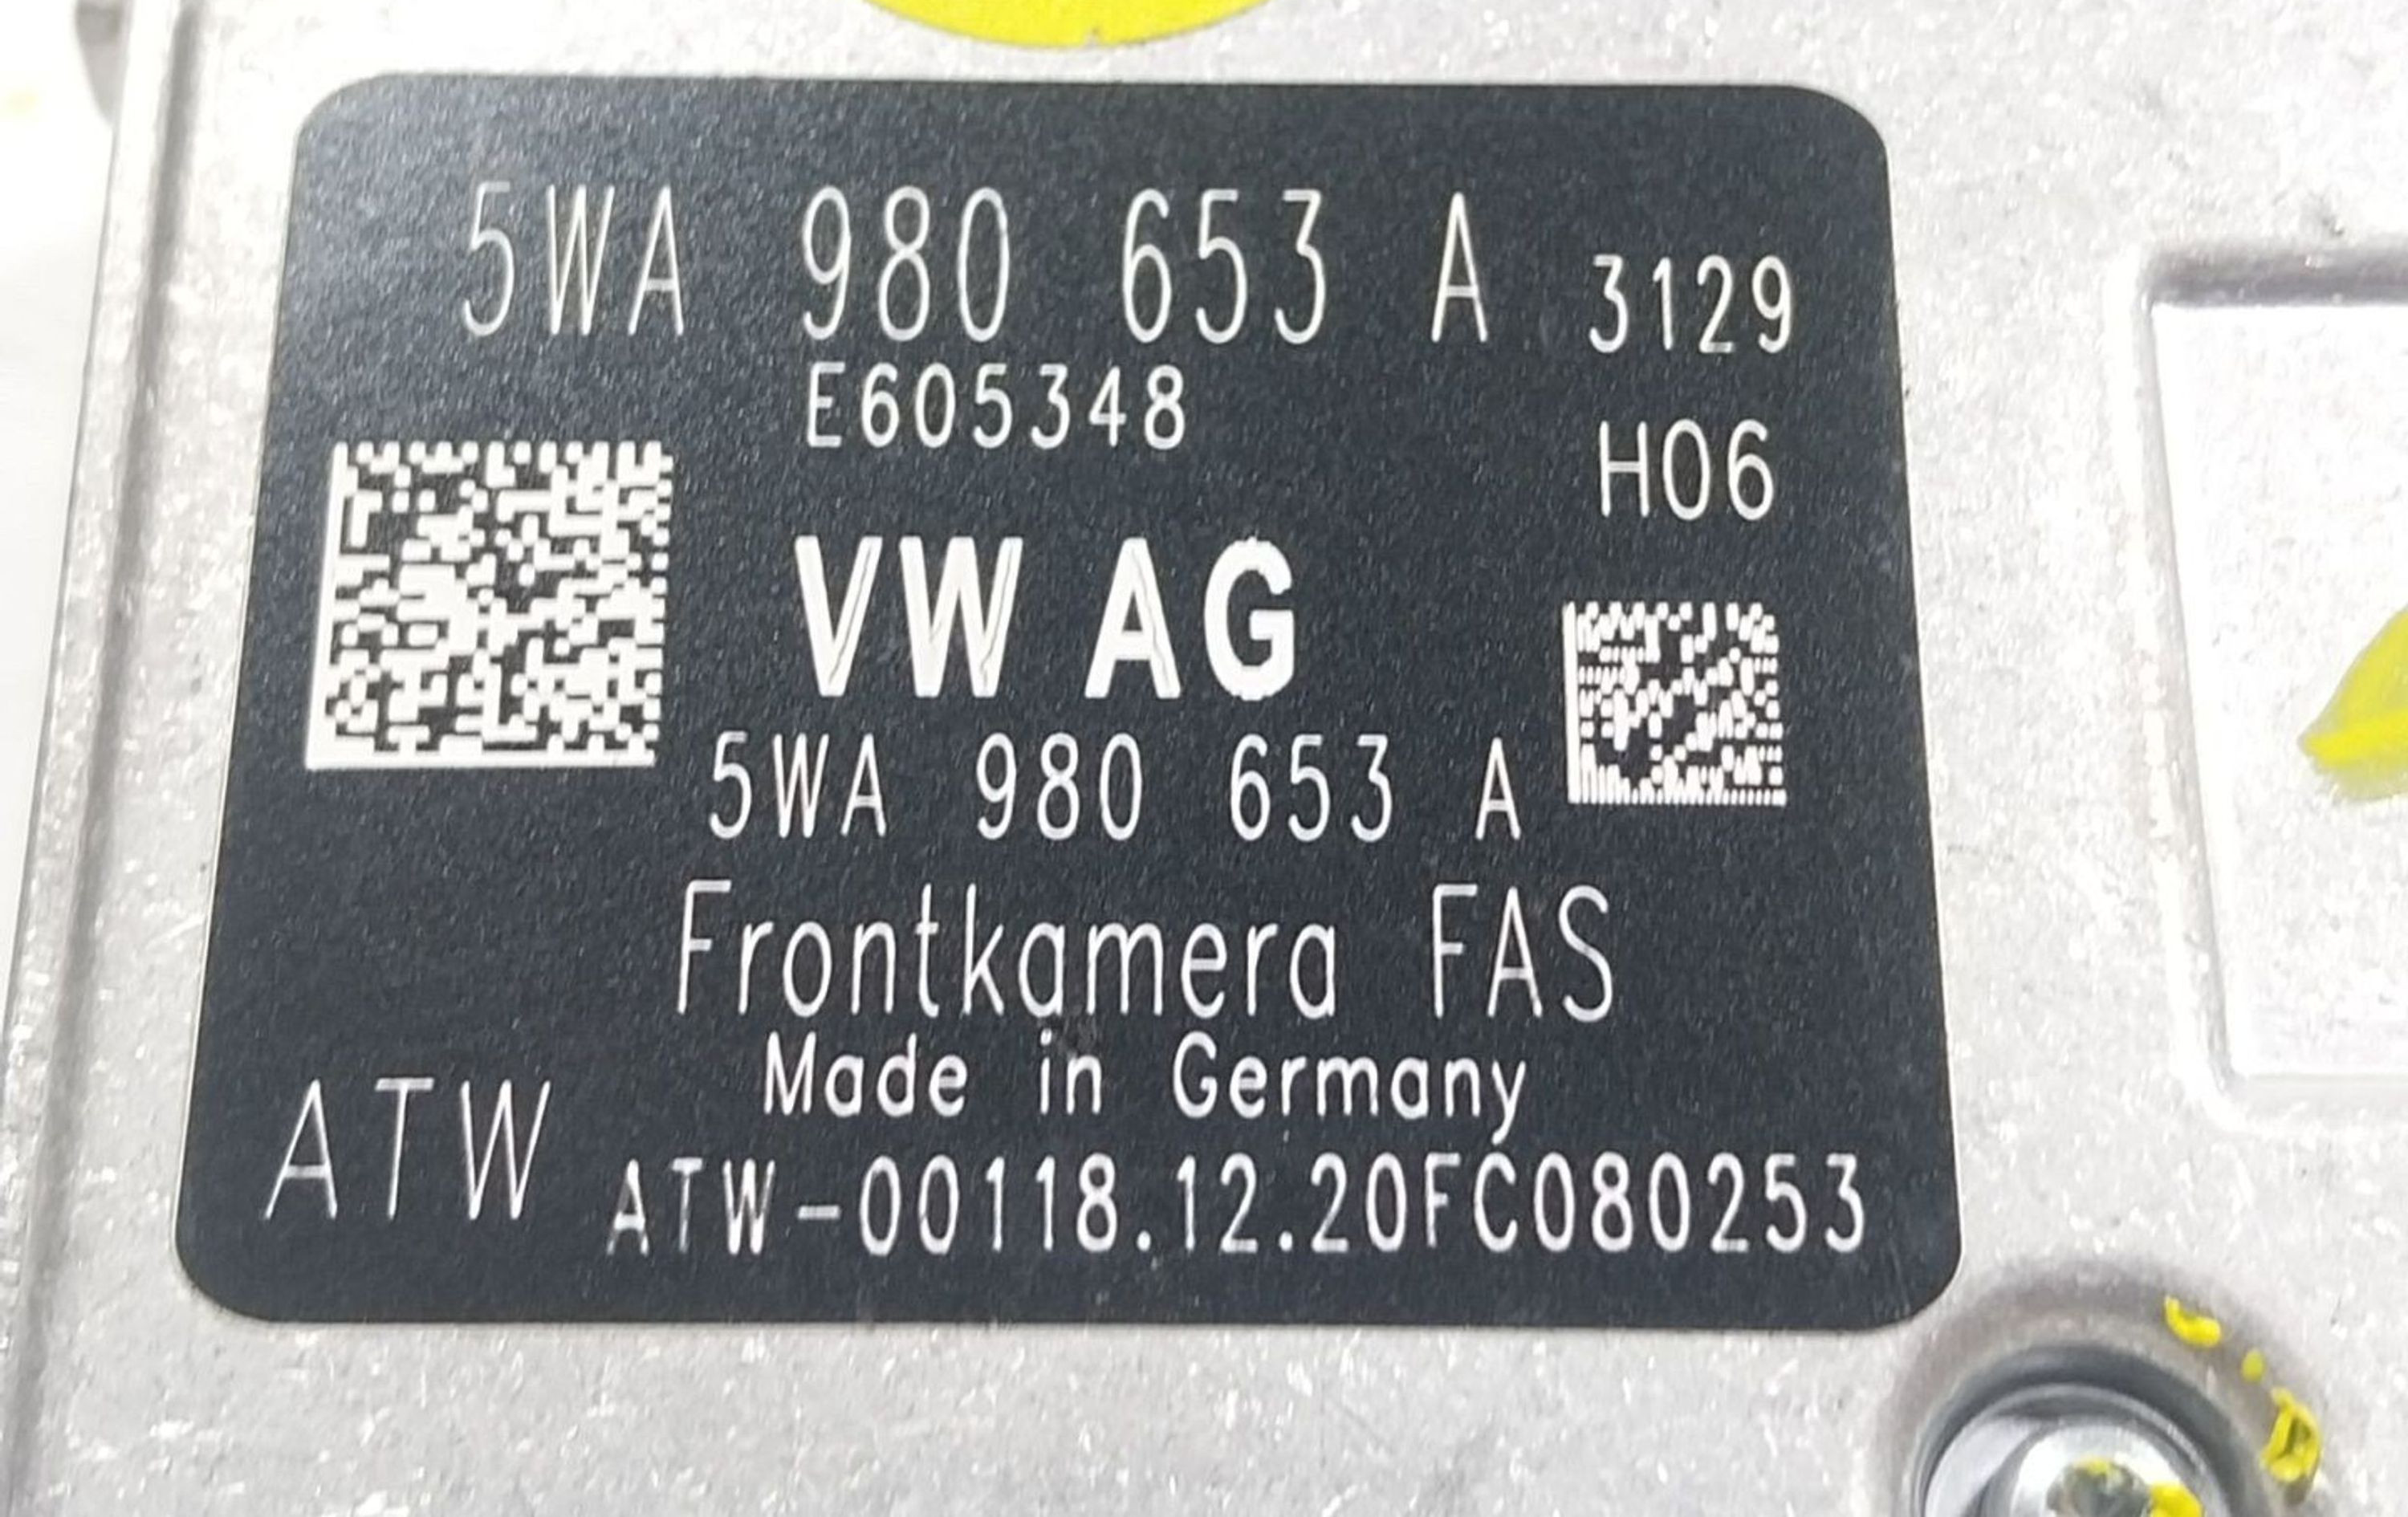 5WA 980 653 A 3129
E605348
H06
VW AG
5WA 980 653 A
Frontkamera FAS
Made in Germany
ATW
ATW-00118.12.20FC080253